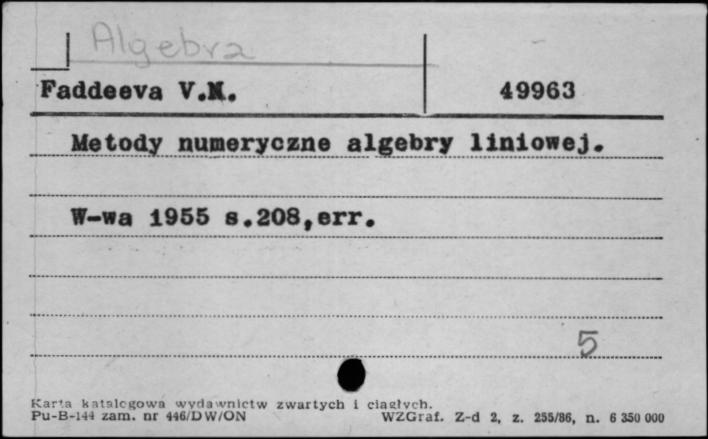 Algebra
Faddeeva V.N. 49963
Metody numeryczne algebry liniowej.
W-wa 1955 s.208,err.
5
Karta katalogowa wydawnictw zwartych i ciągłych.
Pu-B-144 zam. nr 446/DW/ON WZGraf. Z-d 2, z. 255/86, n. 6 350 000